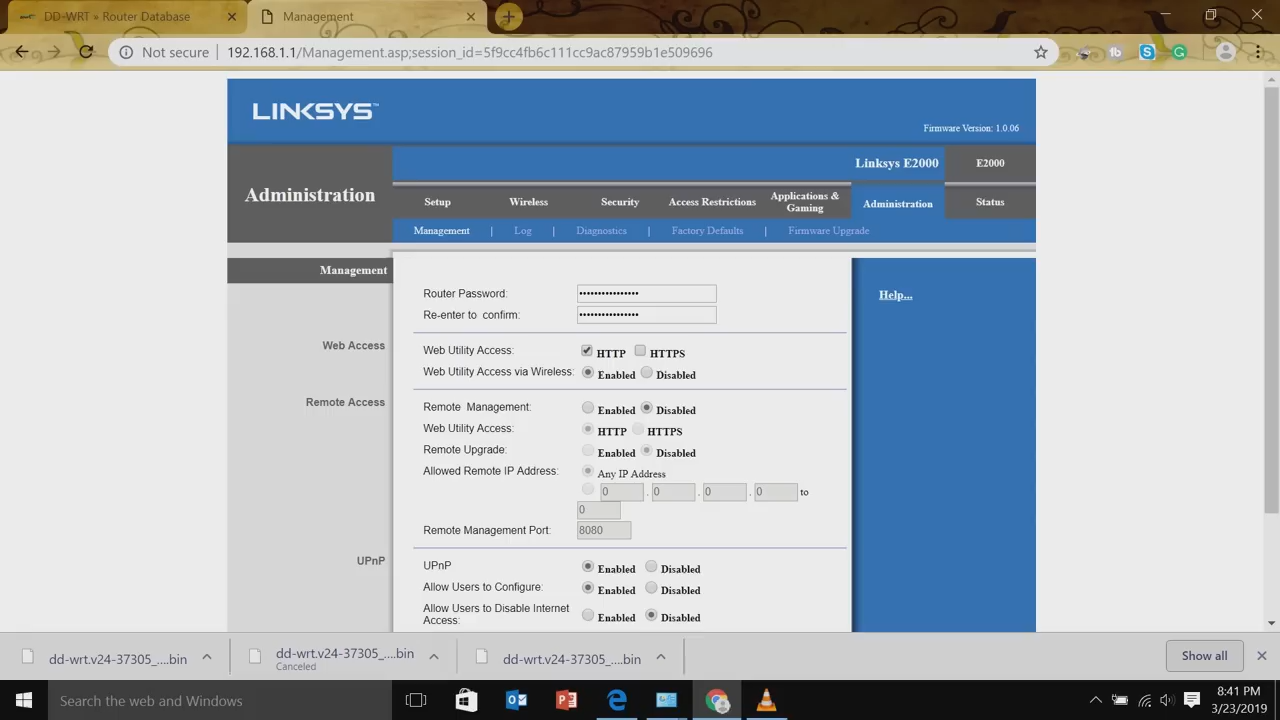 DD-WRT » Router Database
Management
Not secure
192.168.1.1/Management.asp;session_id=5f9cc4fb6c111cc9ac87959b1e509696
LINKSYS™
Firmware Version: 1.0.06
Linksys E2000
E2000
Administration
Setup
Wireless
Security
Access Restrictions
Applications &
Gaming
Administration
Status
Management | Log | Diagnostics | Factory Defaults | Firmware Upgrade
Management
Help...
Router Password: ••••••••••••••••
Re-enter to confirm: ••••••••••••••••
Web Access
Web Utility Access: HTTP HTTPS
Web Utility Access via Wireless: Enabled Disabled
Remote Access
Remote Management: Enabled Disabled
Web Utility Access: HTTP HTTPS
Remote Upgrade: Enabled Disabled
Allowed Remote IP Address: Any IP Address
0 . 0 . 0 . 0 to
0
Remote Management Port: 8080
UPnP
UPnP Enabled Disabled
Allow Users to Configure: Enabled Disabled
Allow Users to Disable Internet
Access: Enabled Disabled
dd-wrt.v24-37305_....bin
dd-wrt.v24-37305_....bin
Canceled
dd-wrt.v24-37305_....bin
Show all
Search the web and Windows
8:41 PM
3/23/2019